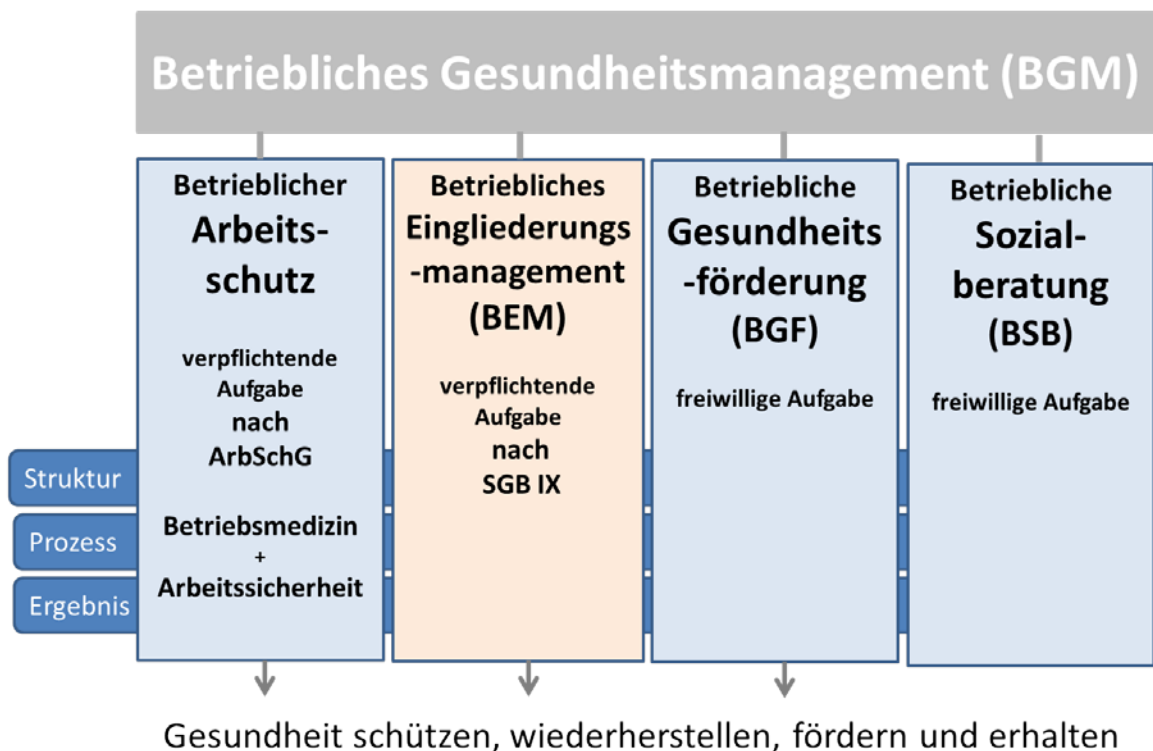 Betriebliches Gesundheitsmanagement (BGM)
Betrieblicher
Arbeits-
schutz
verpflichtende
Aufgabe
nach
ArbSchG
Betriebsmedizin
+
Arbeitssicherheit
Betriebliches
Eingliederungs
-management
(BEM)
verpflichtende
Aufgabe
nach
SGB IX
Betriebliche
Gesundheits
-förderung
(BGF)
freiwillige Aufgabe
Betriebliche
Sozial-
beratung
(BSB)
freiwillige Aufgabe
Struktur
Prozess
Ergebnis
Gesundheit schützen, wiederherstellen, fördern und erhalten